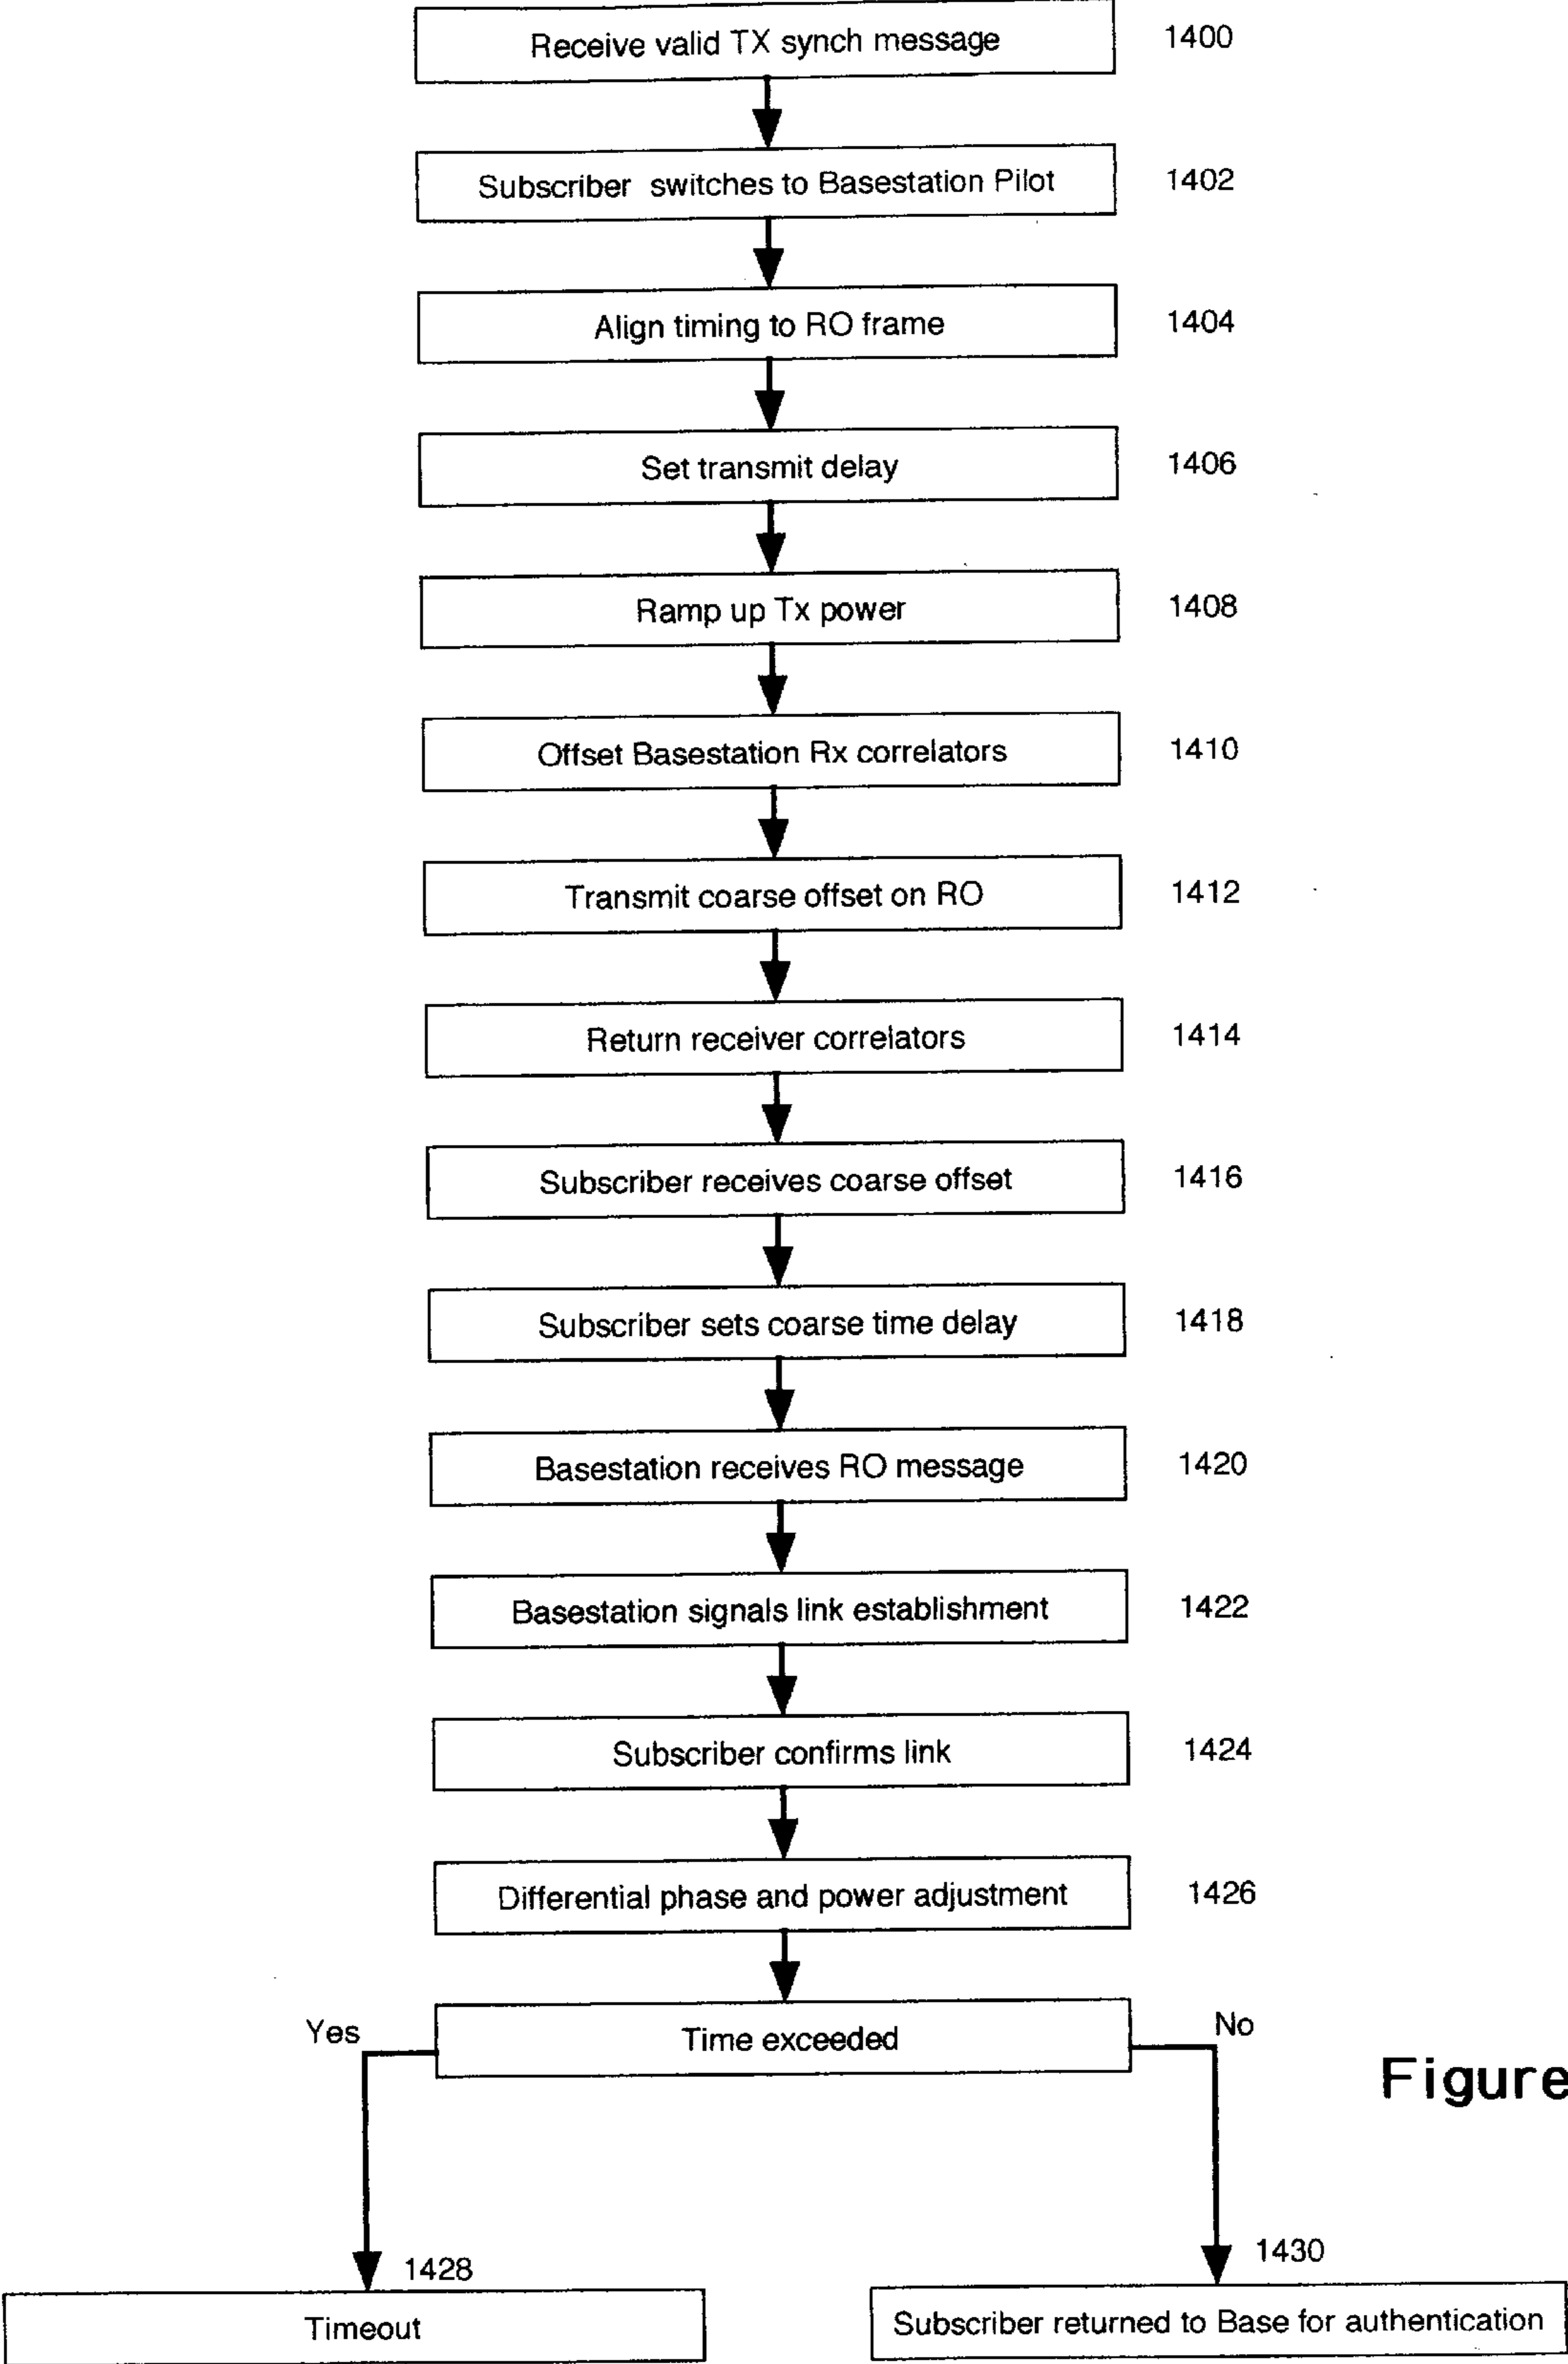 Receive valid TX synch message 1400
Subscriber switches to Basestation Pilot 1402
Align timing to RO frame 1404
Set transmit delay 1406
Ramp up Tx power 1408
Offset Basestation Rx correlators 1410
Transmit coarse offset on RO 1412
Return receiver correlators 1414
Subscriber receives coarse offset 1416
Subscriber sets coarse time delay 1418
Basestation receives RO message 1420
Basestation signals link establishment 1422
Subscriber confirms link 1424
Differential phase and power adjustment 1426
Yes
Time exceeded
No
Figure
1428
1430
Timeout
Subscriber returned to Base for authentication